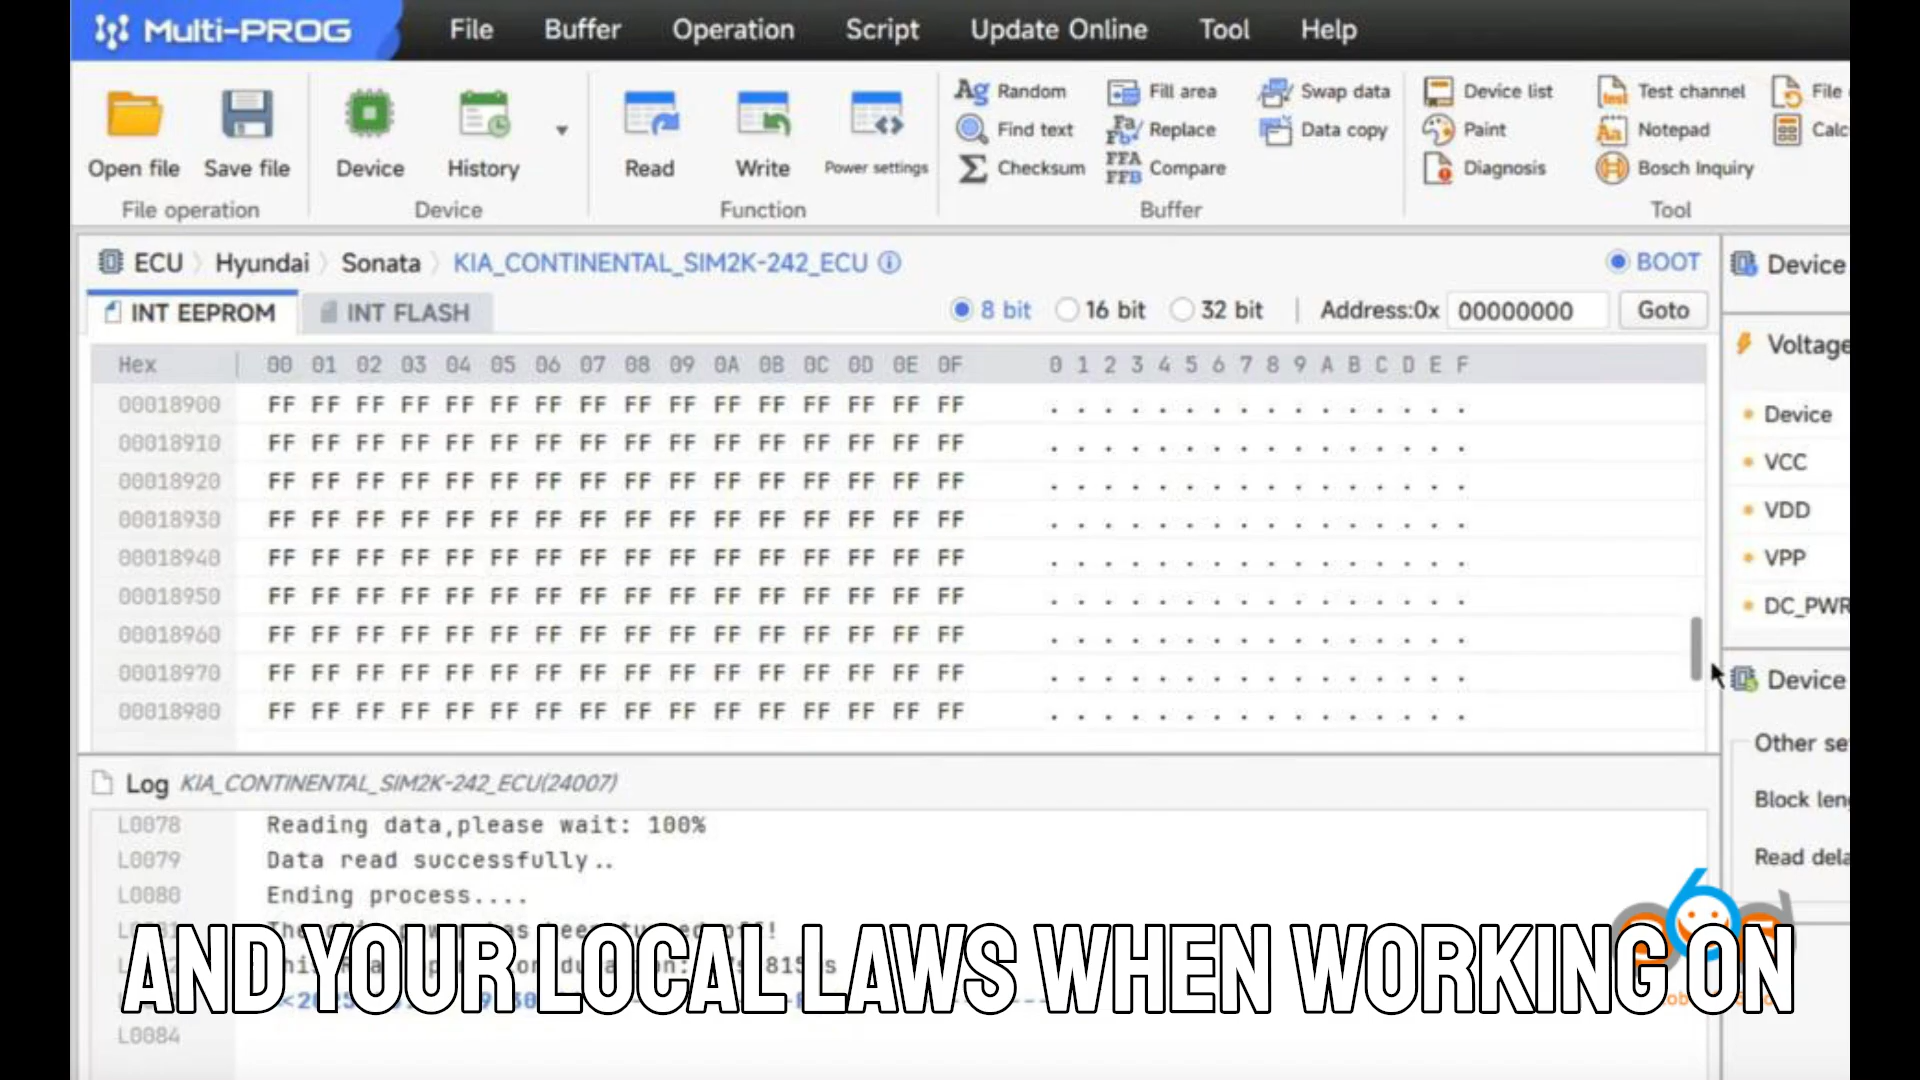 Multi-PROG File Buffer Operation Script Update Online Tool Help
Ag Random Fill area Swap data Device list Test channel File
Find text Replace Data copy Paint Notepad Calc
Open file Save file Device History Read Write Power settings Checksum Compare Diagnosis Bosch Inquiry
File operation Device Function Buffer Tool
ECU Hyundai Sonata KIA_CONTINENTAL_SIM2K-242_ECU BOOT Device
INT EEPROM INT FLASH 8 bit 16 bit 32 bit Address:0x 00000000 Goto
Hex 00 01 02 03 04 05 06 07 08 09 0A 0B 0C 0D 0E 0F 0 1 2 3 4 5 6 7 8 9 A B C D E F
00018900 FF FF FF FF FF FF FF FF FF FF FF FF FF FF FF FF . . . . . . . . . . . . . . . .
00018910 FF FF FF FF FF FF FF FF FF FF FF FF FF FF FF FF . . . . . . . . . . . . . . . .
00018920 FF FF FF FF FF FF FF FF FF FF FF FF FF FF FF FF . . . . . . . . . . . . . . . .
00018930 FF FF FF FF FF FF FF FF FF FF FF FF FF FF FF FF . . . . . . . . . . . . . . . .
00018940 FF FF FF FF FF FF FF FF FF FF FF FF FF FF FF FF . . . . . . . . . . . . . . . .
00018950 FF FF FF FF FF FF FF FF FF FF FF FF FF FF FF FF . . . . . . . . . . . . . . . .
00018960 FF FF FF FF FF FF FF FF FF FF FF FF FF FF FF FF . . . . . . . . . . . . . . . .
00018970 FF FF FF FF FF FF FF FF FF FF FF FF FF FF FF FF . . . . . . . . . . . . . . . .
00018980 FF FF FF FF FF FF FF FF FF FF FF FF FF FF FF FF . . . . . . . . . . . . . . . .
Voltage
Device
VCC
VDD
VPP
DC_PWR
Device
Other se
Block len
Read dela
Log KIA_CONTINENTAL_SIM2K-242_ECU(24007)
L0078 Reading data,please wait: 100%
L0079 Data read successfully..
L0080 Ending process....
AND YOUR LOCAL LAWS WHEN WORKING ON
L0084